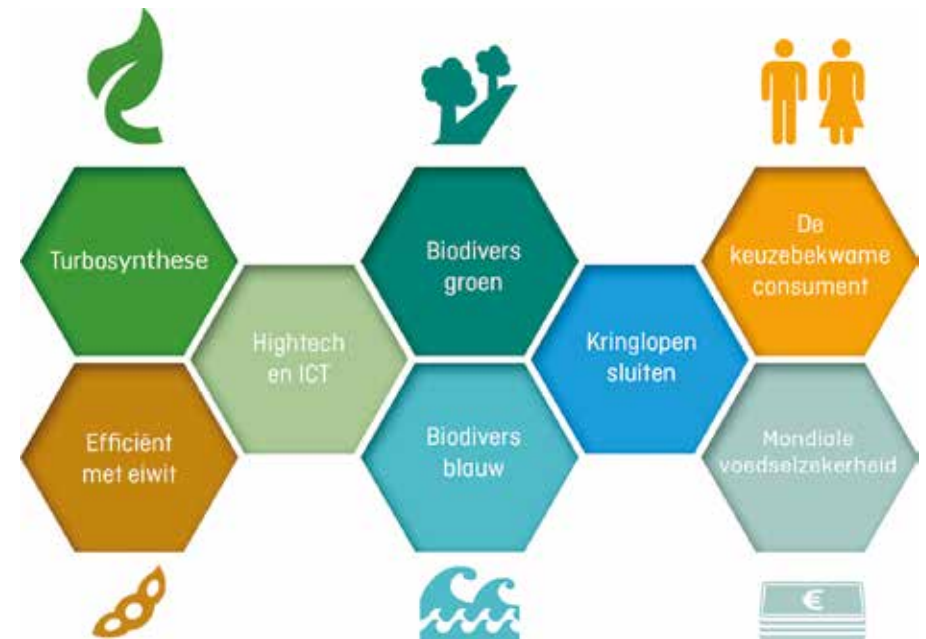 Turbosynthese
Biodivers
groen
De
keuzebekwame
consument
Hightech
en ICT
Kringlopen
sluiten
Efficiënt
met eiwit
Biodivers
blauw
Mondiale
voedselzekerheid
€